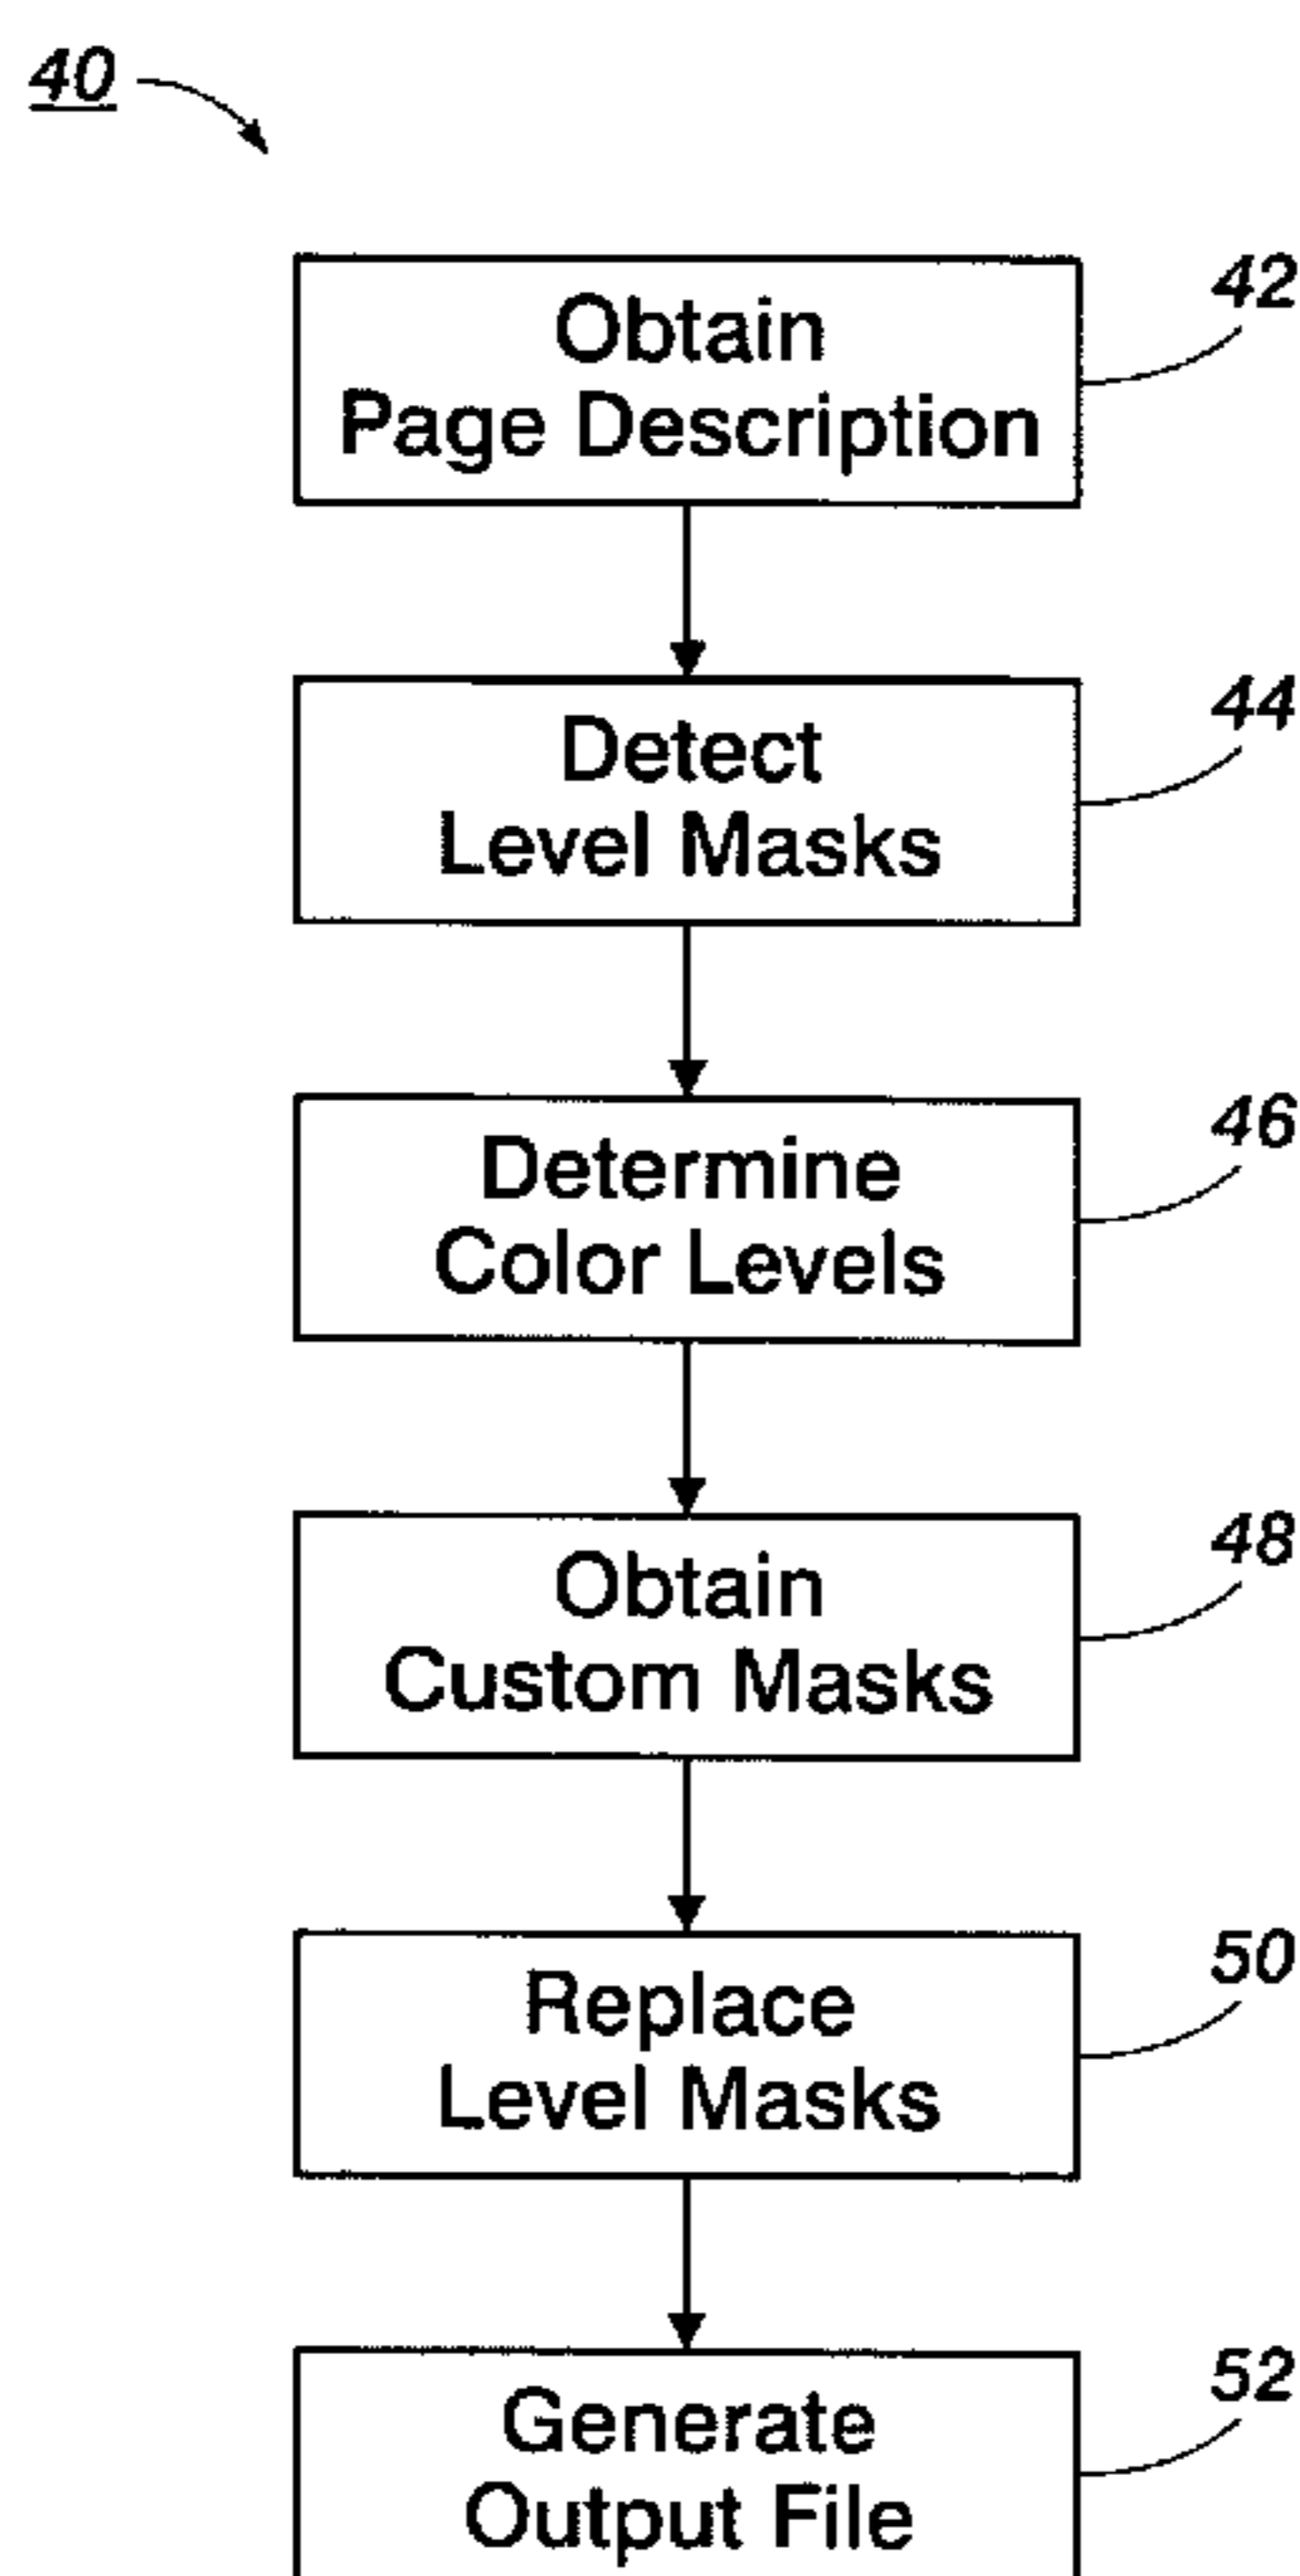 40
42
Obtain
Page Description
44
Detect
Level Masks
46
Determine
Color Levels
48
Obtain
Custom Masks
50
Replace
Level Masks
52
Generate
Output File